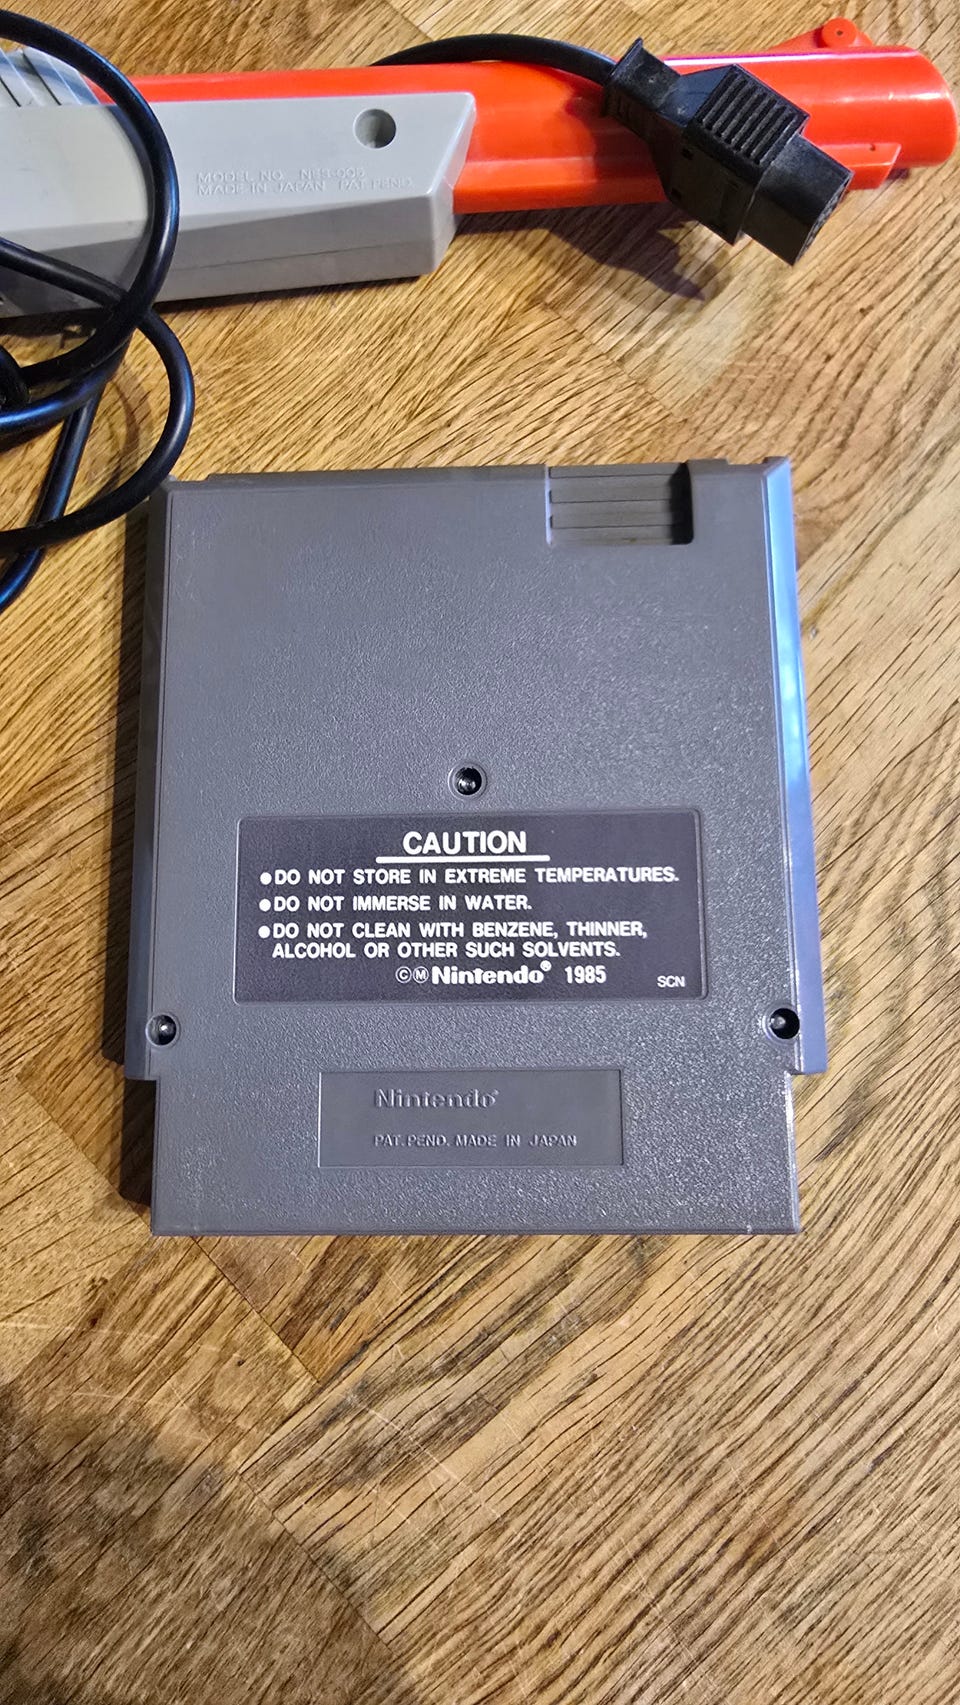 MODEL NO. NES-005
MADE IN JAPAN PAT.PEND.
CAUTION
●DO NOT STORE IN EXTREME TEMPERATURES.
●DO NOT IMMERSE IN WATER.
●DO NOT CLEAN WITH BENZENE, THINNER,
ALCOHOL OR OTHER SUCH SOLVENTS.
©Ⓜ Nintendo® 1985 SCN
Nintendo®
PAT. PEND. MADE IN JAPAN